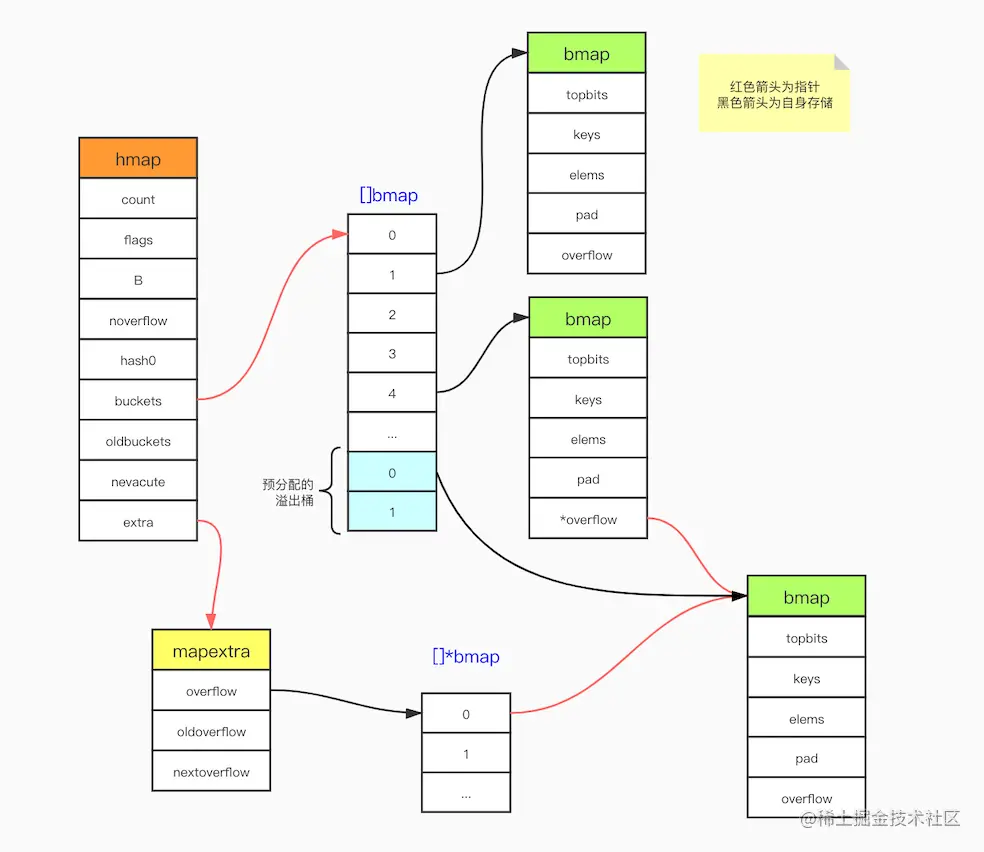 hmap
count
flags
B
noverflow
hash0
buckets
oldbuckets
nevacute
extra
[]bmap
0
1
2
3
4
...
0
1
预分配的
溢出桶
bmap
topbits
keys
elems
pad
overflow
红色箭头为指针
黑色箭头为自身存储
bmap
topbits
keys
elems
pad
*overflow
mapextra
overflow
oldoverflow
nextoverflow
[]*bmap
0
1
...
bmap
topbits
keys
elems
pad
overflow
@稀土掘金技术社区